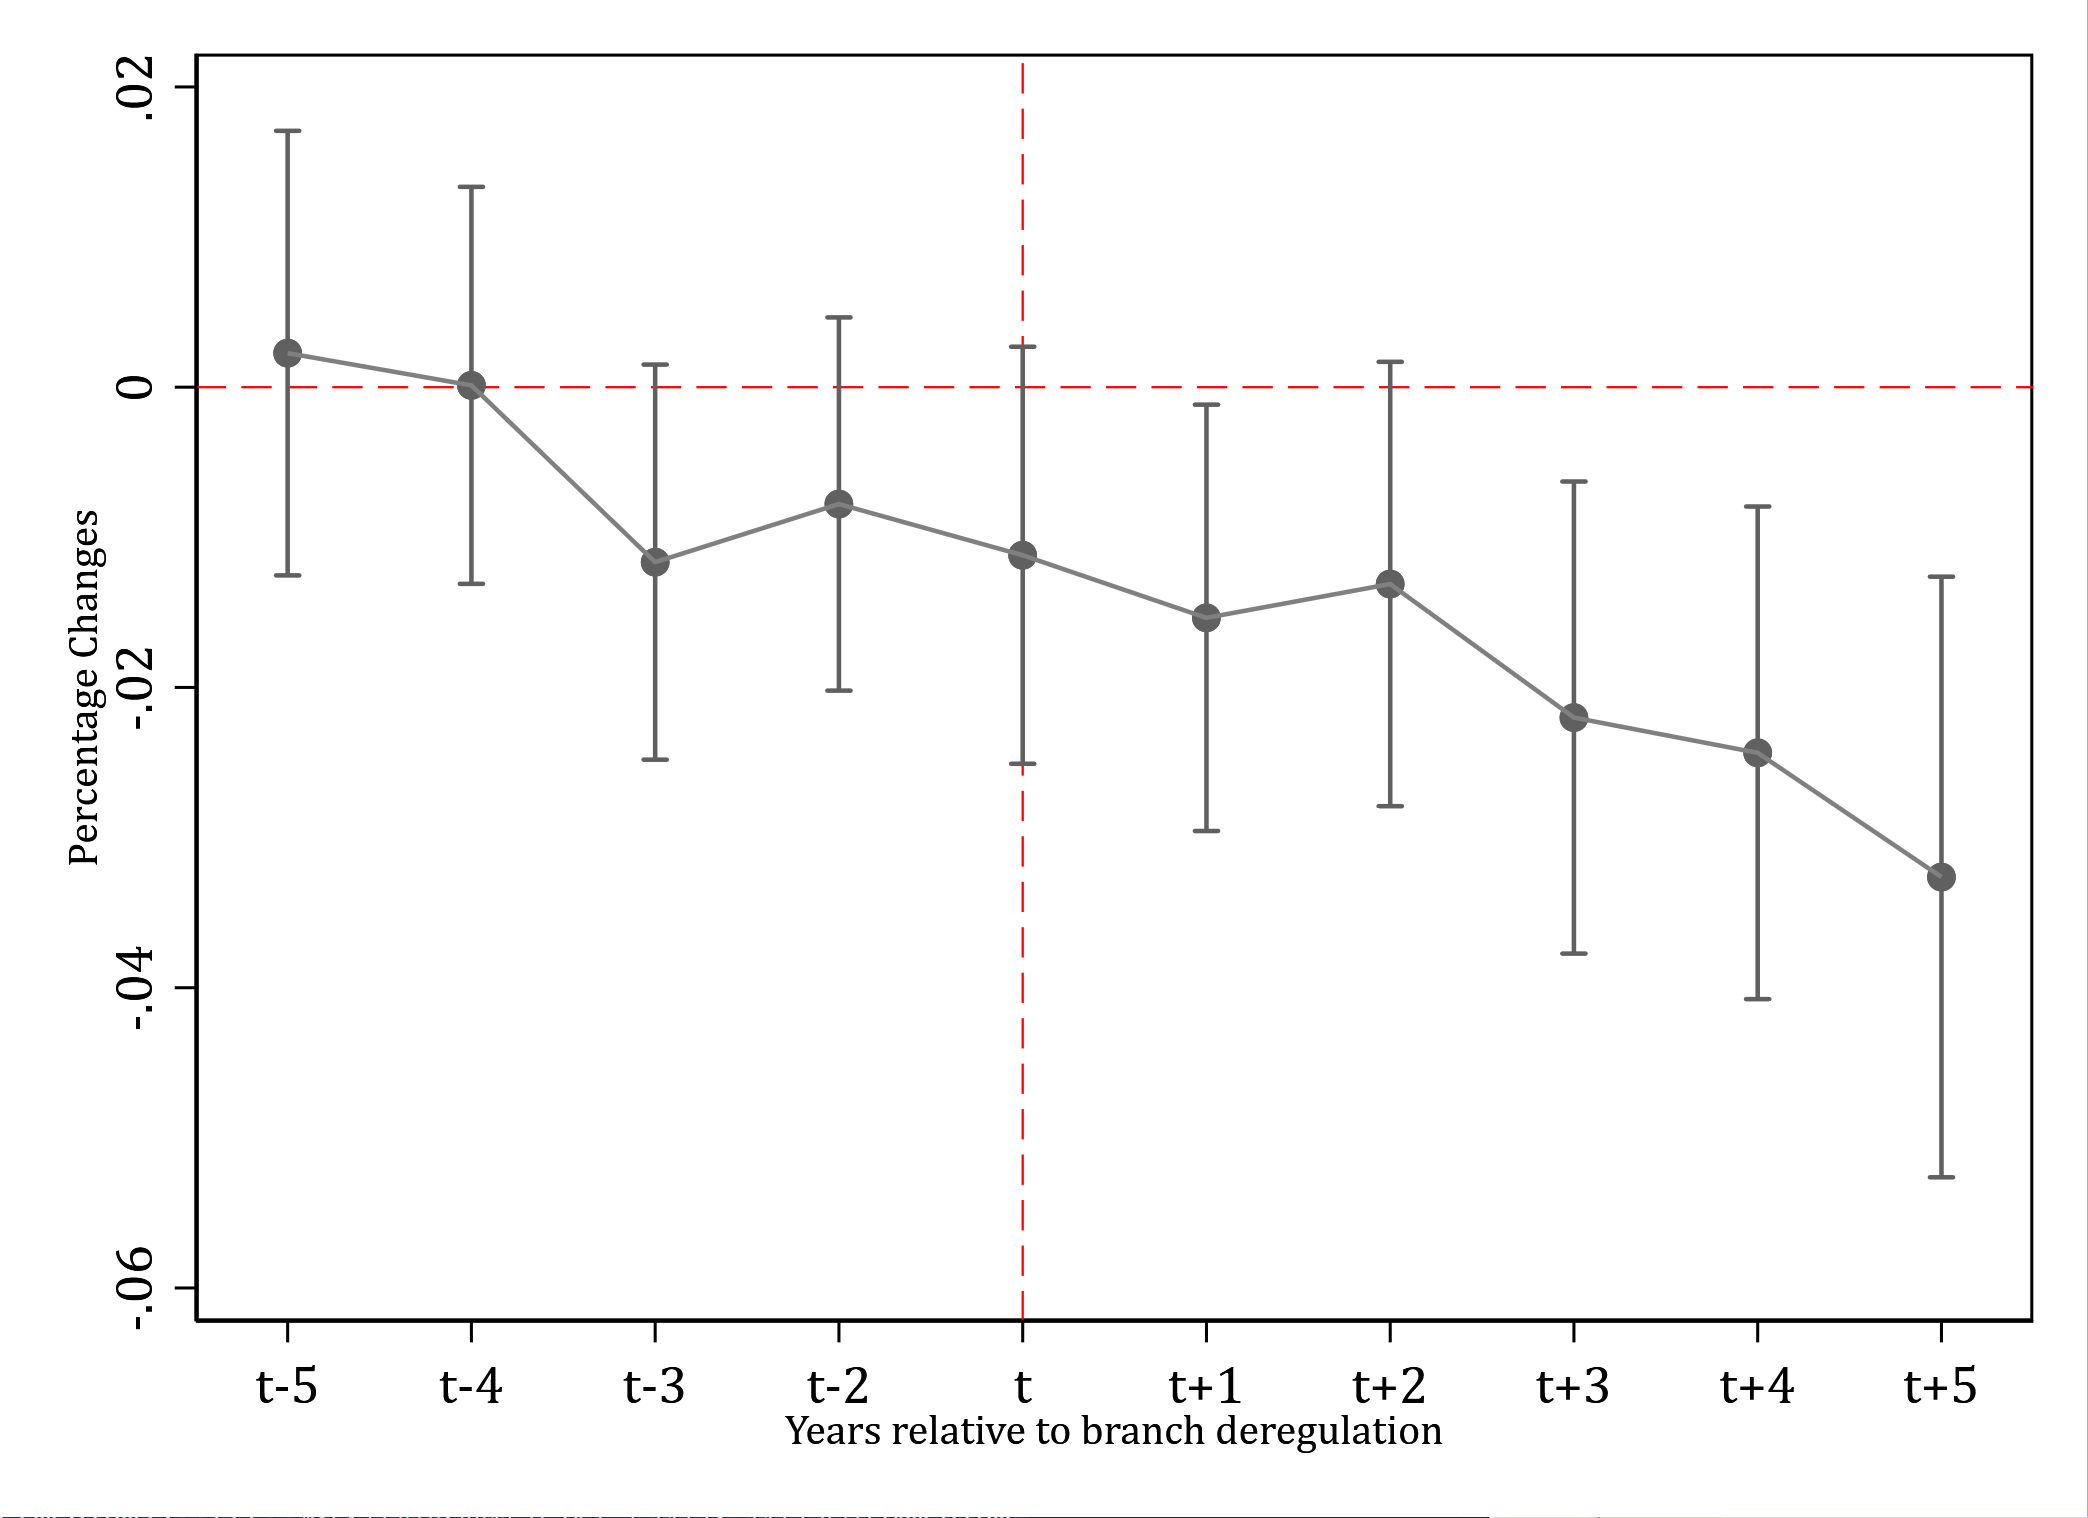 Percentage Changes
.02
0
-.02
-.04
-.06
t-5 t-4 t-3 t-2 t t+1 t+2 t+3 t+4 t+5
Years relative to branch deregulation